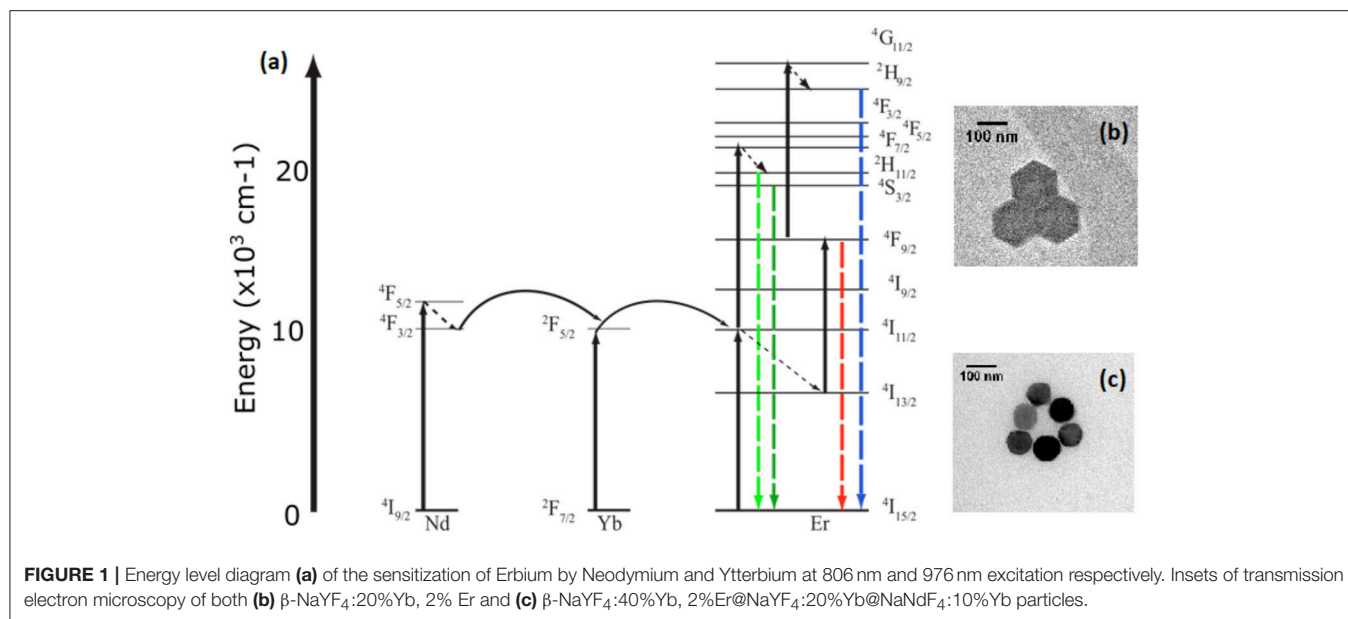 (a)
Energy (x10³ cm-1)
20
10
0
⁴F₅/₂
⁴F₃/₂
⁴I₉/₂
Nd
²F₅/₂
²F₇/₂
Yb
⁴G₁₁/₂
²H₉/₂
⁴F₃/₂
⁴F₅/₂
⁴F₇/₂
²H₁₁/₂
⁴S₃/₂
⁴F₉/₂
⁴I₉/₂
⁴I₁₁/₂
⁴I₁₃/₂
⁴I₁₅/₂
Er
100 nm
(b)
100 nm
(c)
FIGURE 1 | Energy level diagram (a) of the sensitization of Erbium by Neodymium and Ytterbium at 806 nm and 976 nm excitation respectively. Insets of transmission
electron microscopy of both (b) β-NaYF₄:20%Yb, 2% Er and (c) β-NaYF₄:40%Yb, 2%Er@NaYF₄:20%Yb@NaNdF₄:10%Yb particles.